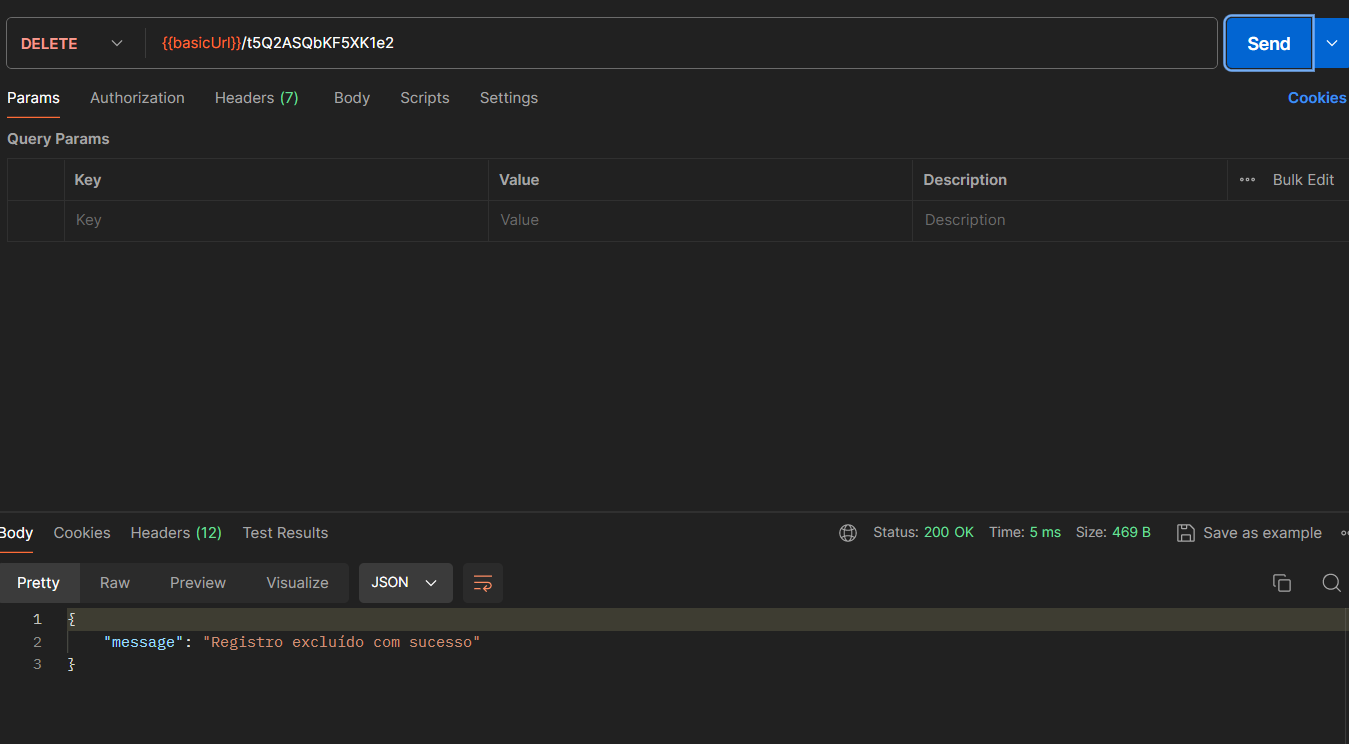 DELETE {{basicUrl}}/t5Q2ASQbKF5XK1e2 Send
Params Authorization Headers (7) Body Scripts Settings Cookies
Query Params
Key Value Description Bulk Edit
Key Value Description
Body Cookies Headers (12) Test Results Status: 200 OK Time: 5 ms Size: 469 B Save as example
Pretty Raw Preview Visualize JSON
1 {
2 "message": "Registro excluído com sucesso"
3 }